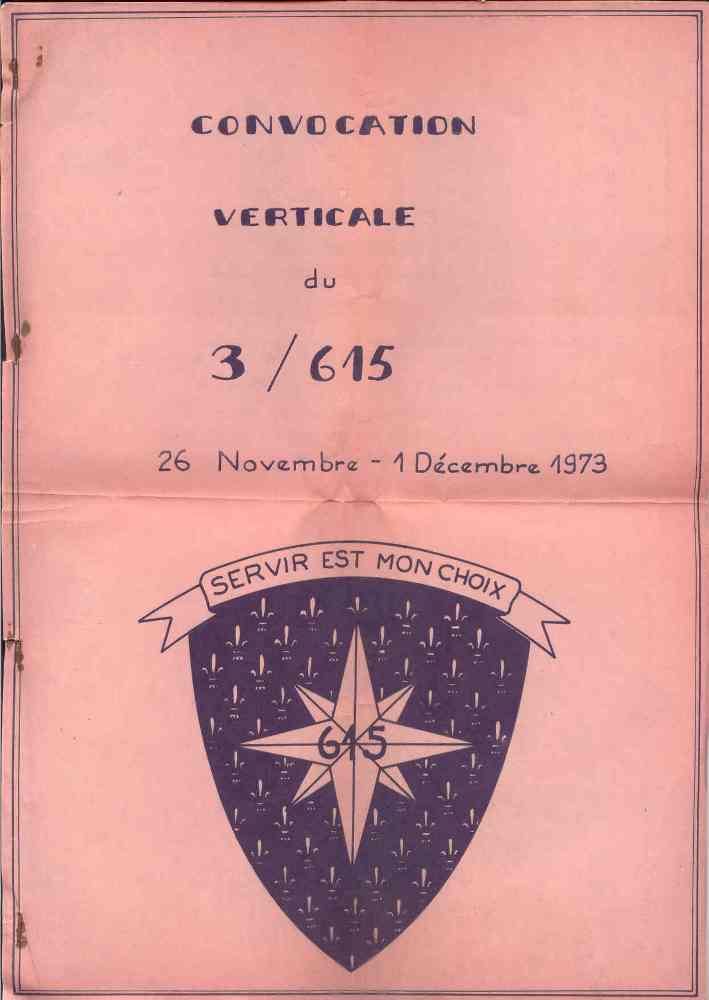 CONVOCATION
VERTICALE
du
3 / 615
26 Novembre - 1 Décembre 1973
SERVIR EST MON CHOIX
615